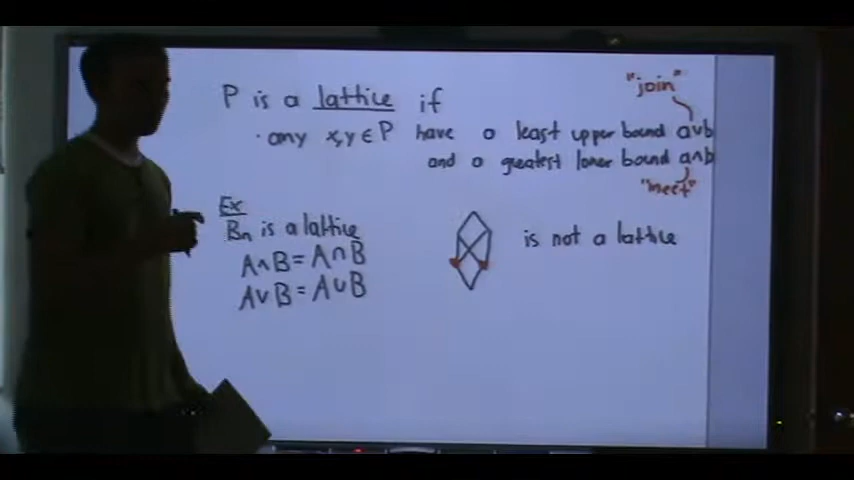 P is a lattice if
"join"
· any x,y ∈ P have a least upper bound a∨b
and a greatest lower bound a∧b
"meet"
Ex
Bn is a lattice
A∧B = A∩B
A∨B = A∪B
is not a lattice